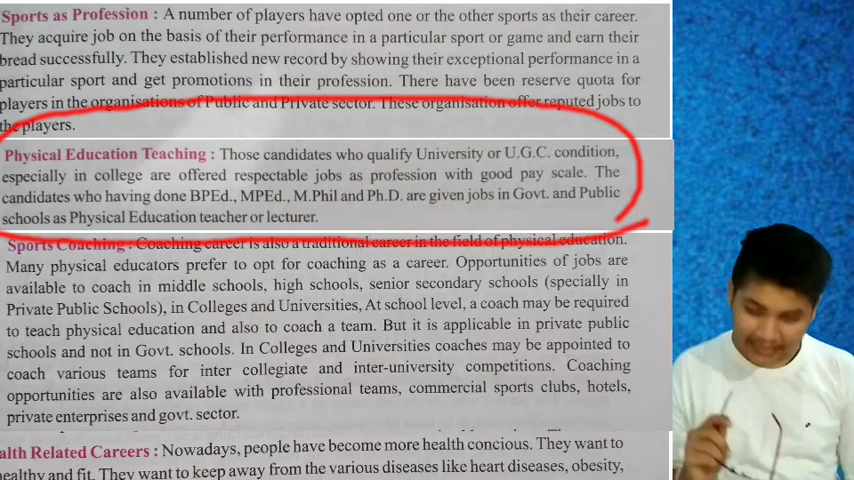 Sports as Profession : A number of players have opted one or the other sports as their career.
They acquire job on the basis of their performance in a particular sport or game and earn their
bread successfully. They established new record by showing their exceptional performance in a
particular sport and get promotions in their profession. There have been reserve quota for
players in the organisations of Public and Private sector. These organisation offer reputed jobs to
the players.
Physical Education Teaching : Those candidates who qualify University or U.G.C. condition,
especially in college are offered respectable jobs as profession with good pay scale. The
candidates who having done BPEd., MPEd., M.Phil and Ph.D. are given jobs in Govt. and Public
schools as Physical Education teacher or lecturer.
Sports Coaching : Coaching career is also a traditional career in the field of physical education.
Many physical educators prefer to opt for coaching as a career. Opportunities of jobs are
available to coach in middle schools, high schools, senior secondary schools (specially in
Private Public Schools), in Colleges and Universities, At school level, a coach may be required
to teach physical education and also to coach a team. But it is applicable in private public
schools and not in Govt. schools. In Colleges and Universities coaches may be appointed to
coach various teams for inter collegiate and inter-university competitions. Coaching
opportunities are also available with professional teams, commercial sports clubs, hotels,
private enterprises and govt. sector.
alth Related Careers : Nowadays, people have become more health concious. They want to
healthy and fit. They want to keep away from the various diseases like heart diseases, obesity,